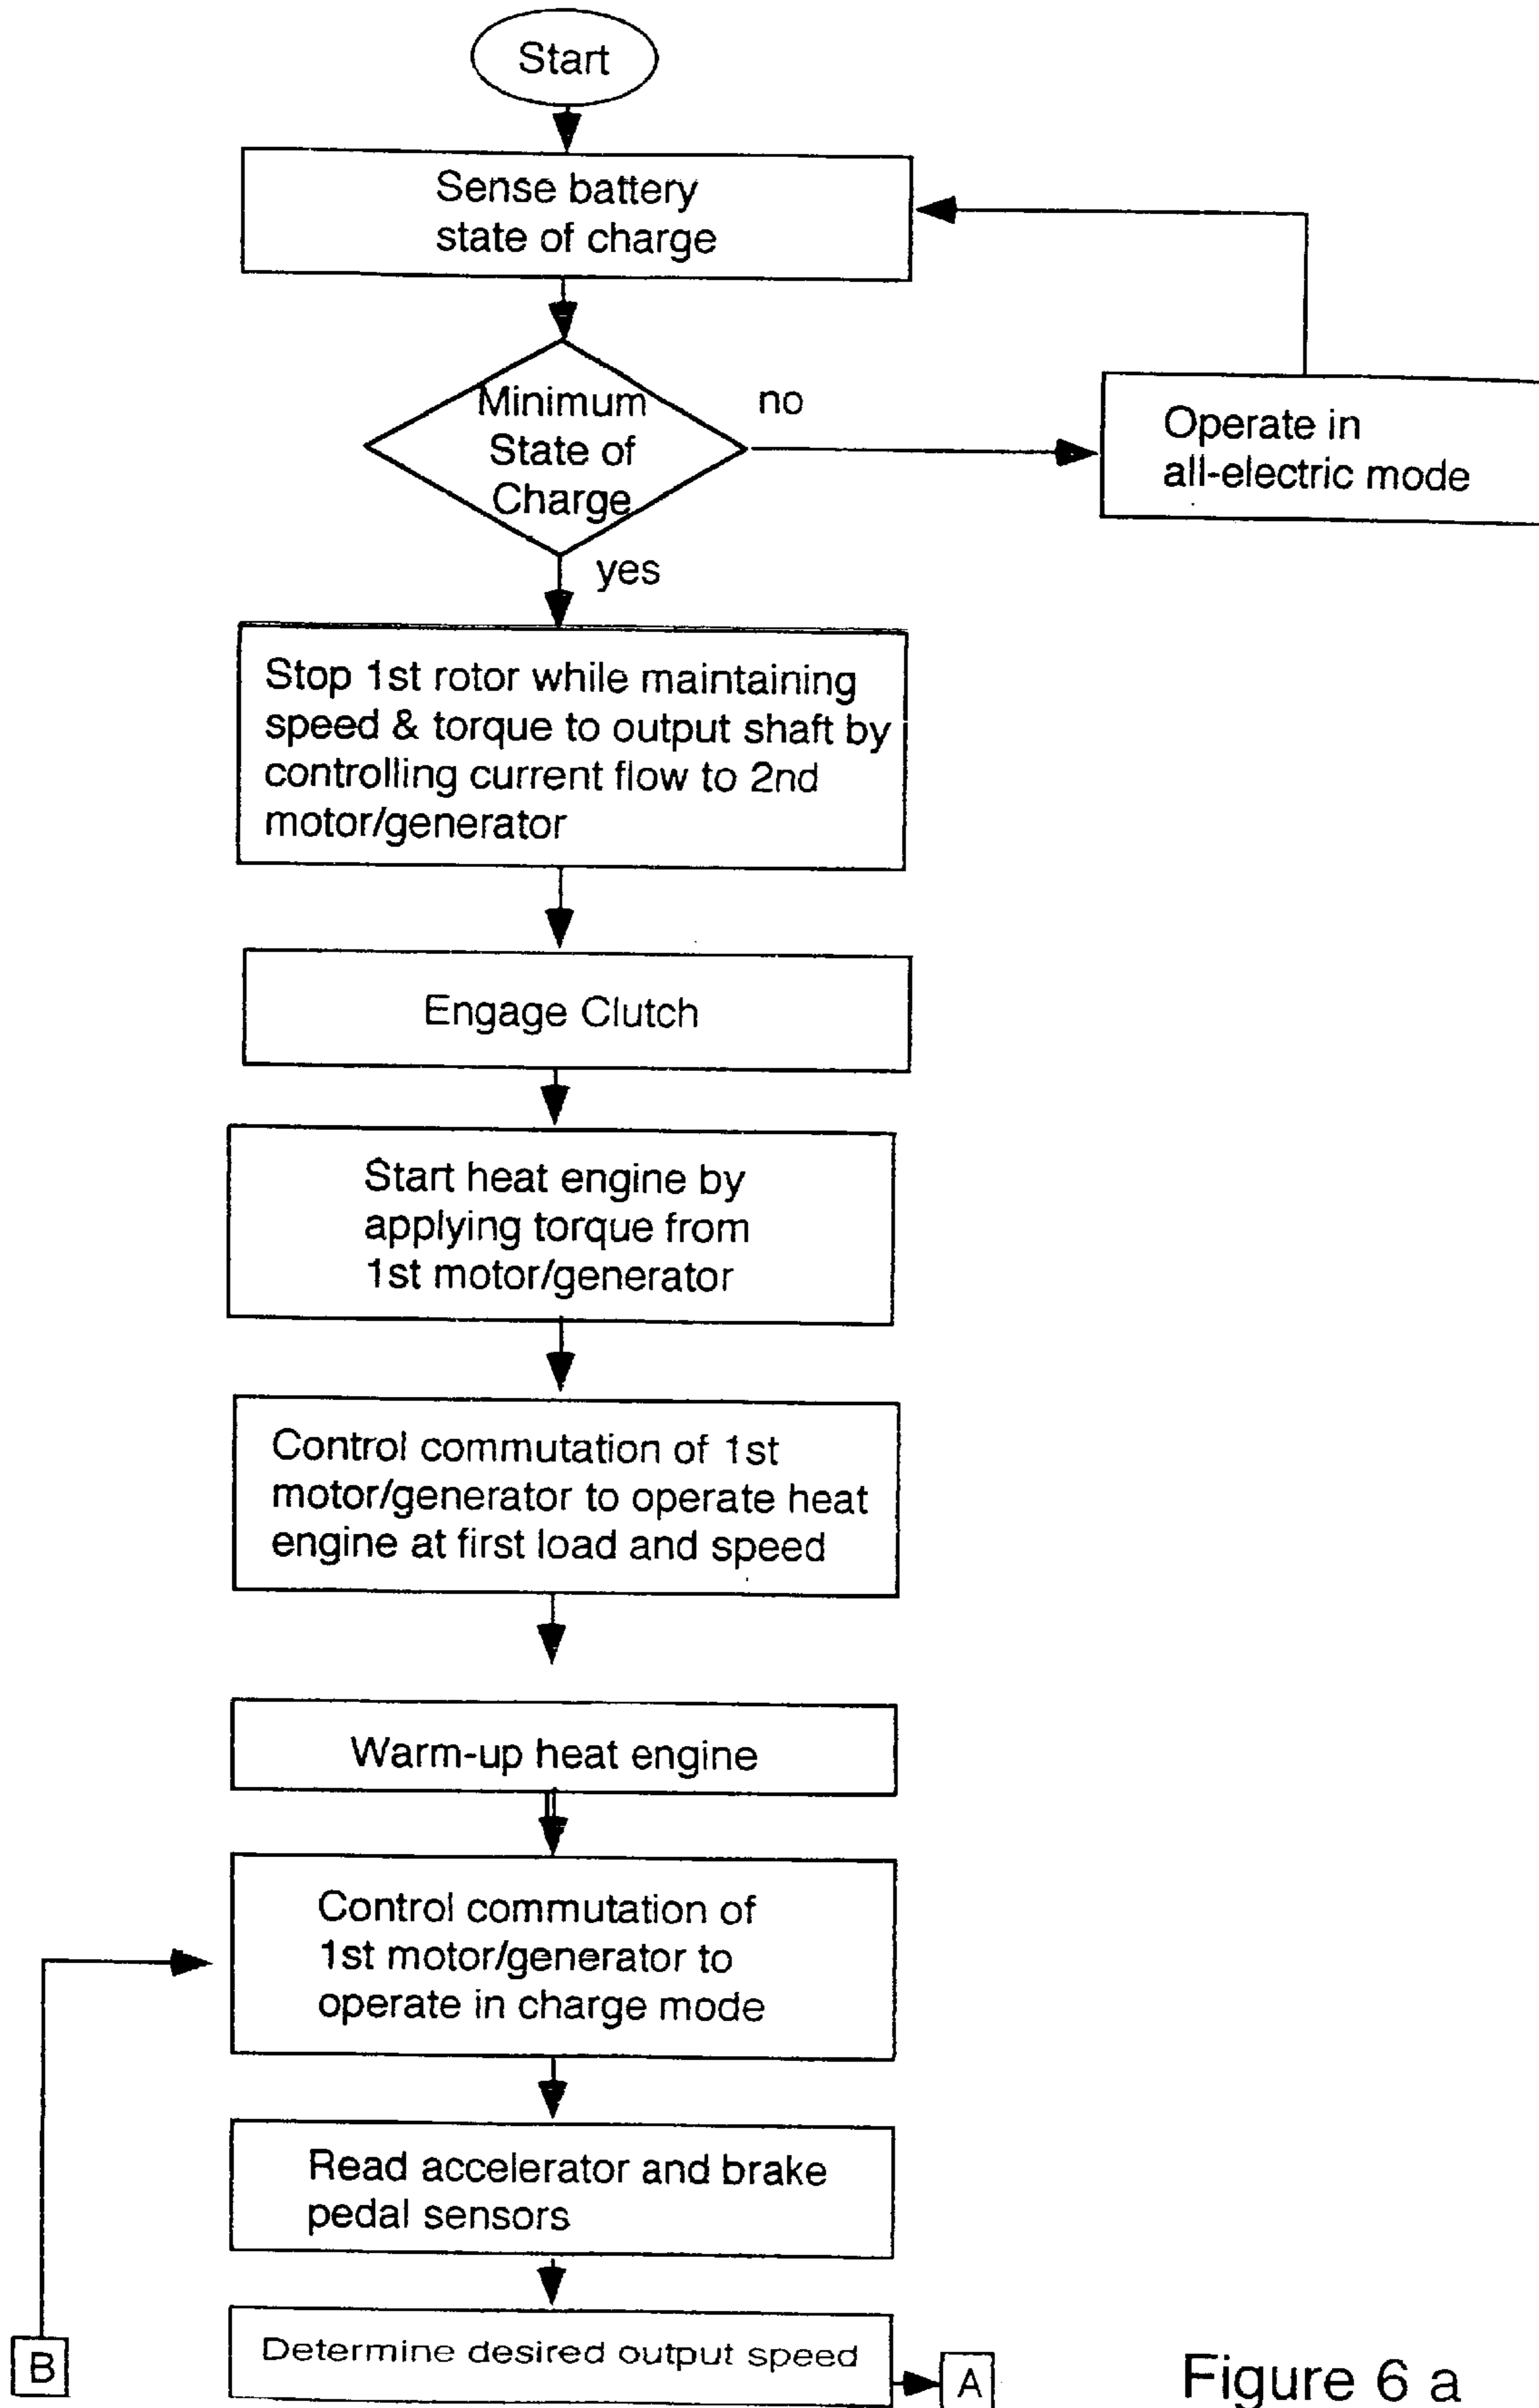 Start
Sense battery
state of charge
Minimum
State of
Charge
no
Operate in
all-electric mode
yes
Stop 1st rotor while maintaining
speed & torque to output shaft by
controlling current flow to 2nd
motor/generator
Engage Clutch
Start heat engine by
applying torque from
1st motor/generator
Control commutation of 1st
motor/generator to operate heat
engine at first load and speed
Warm-up heat engine
Control commutation of
1st motor/generator to
operate in charge mode
Read accelerator and brake
pedal sensors
Determine desired output speed
B
A
Figure 6 a